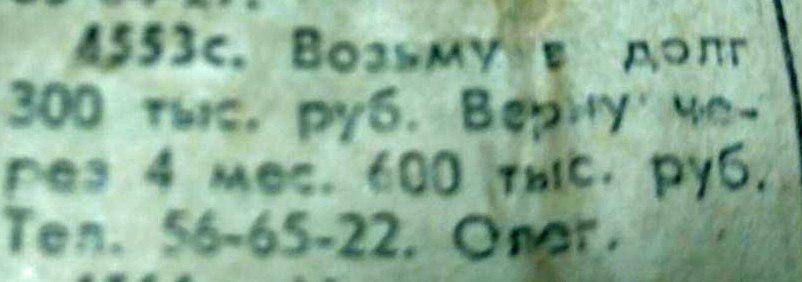 4553с. Возьму в долг
300 тыс. руб. Верну че-
рез 4 мес. 600 тыс. руб.
Тел. 56-65-22. Олег.